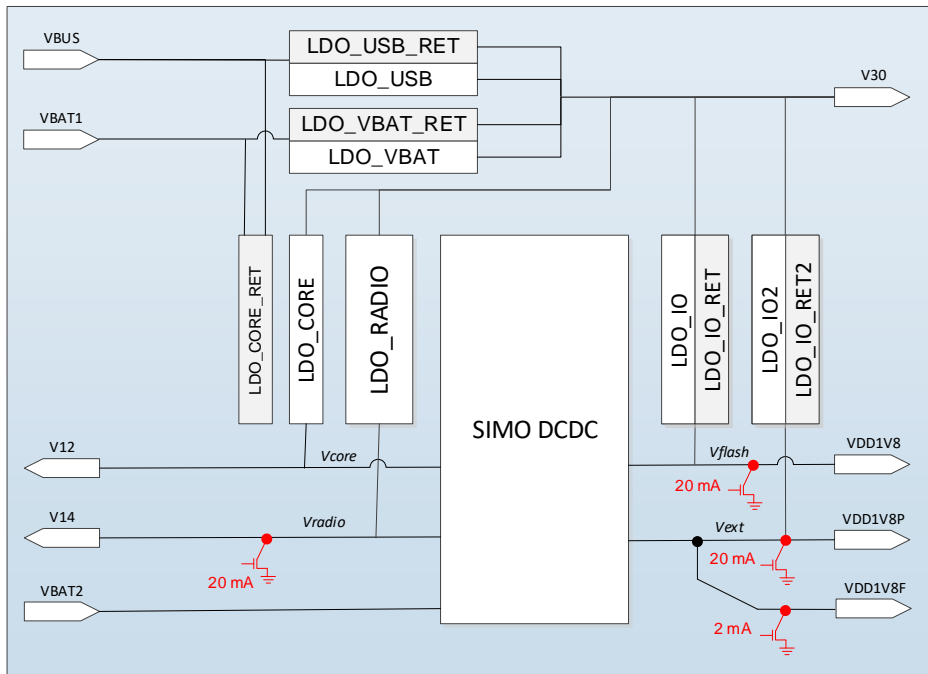 VBUS
LDO_USB_RET
LDO_USB
V30
VBAT1
LDO_VBAT_RET
LDO_VBAT
LDO_CORE_RET
LDO_CORE
LDO_RADIO
SIMO DCDC
LDO_IO
LDO_IO_RET
LDO_IO2
LDO_IO_RET2
V12
Vcore
Vflash
VDD1V8
20 mA
V14
Vradio
Vext
VDD1V8P
20 mA
20 mA
VBAT2
VDD1V8F
2 mA